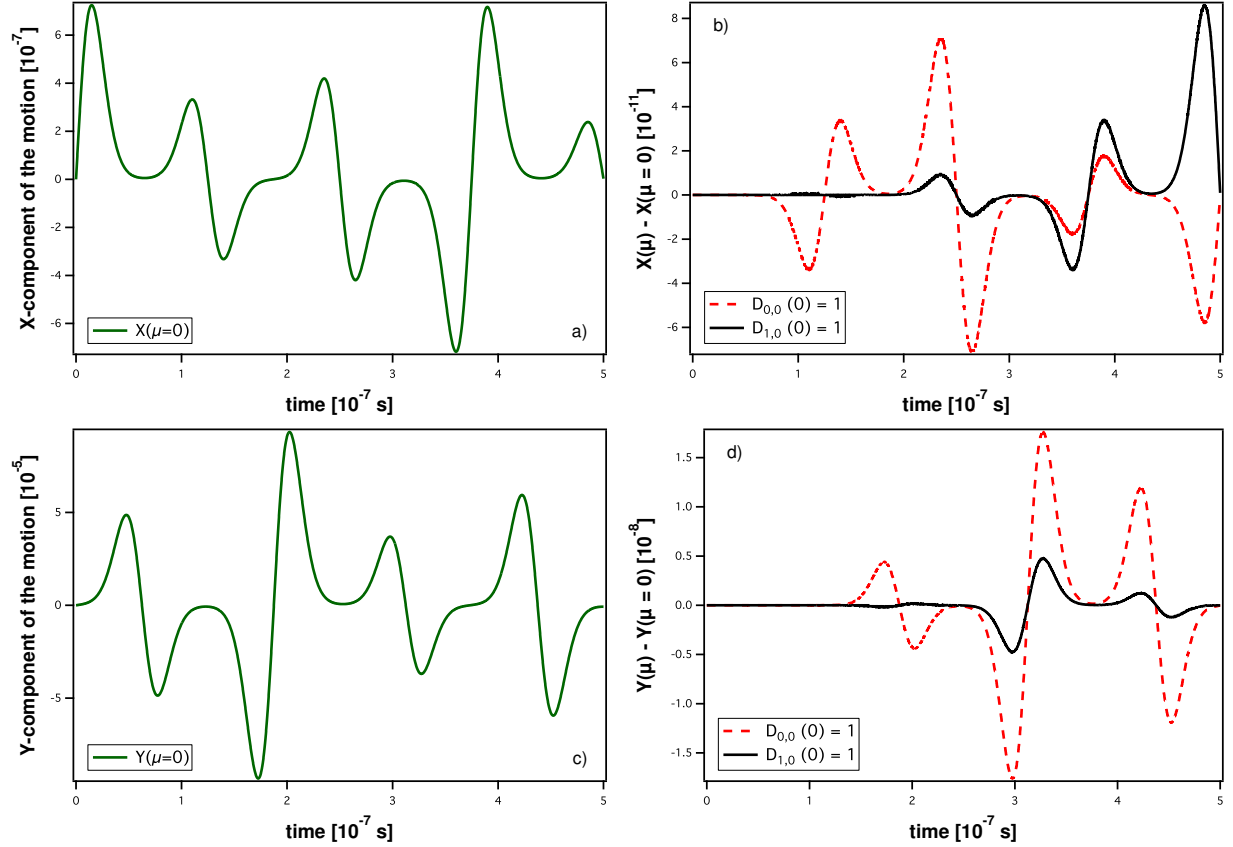 X-component of the motion [10⁻⁷]
6
4
2
0
-2
-4
-6
X(μ=0)
a)
0
1
2
3
4
5
time [10⁻⁷ s]
X(μ) - X(μ = 0) [10⁻¹¹]
8
6
4
2
0
-2
-4
-6
b)
D₀,₀ (0) = 1
D₁,₀ (0) = 1
0
1
2
3
4
5
time [10⁻⁷ s]
Y-component of the motion [10⁻⁵]
5
0
-5
Y(μ=0)
c)
0
1
2
3
4
5
time [10⁻⁷ s]
Y(μ) - Y(μ = 0) [10⁻⁸]
1.5
1.0
0.5
0.0
-0.5
-1.0
-1.5
d)
D₀,₀ (0) = 1
D₁,₀ (0) = 1
0
1
2
3
4
5
time [10⁻⁷ s]